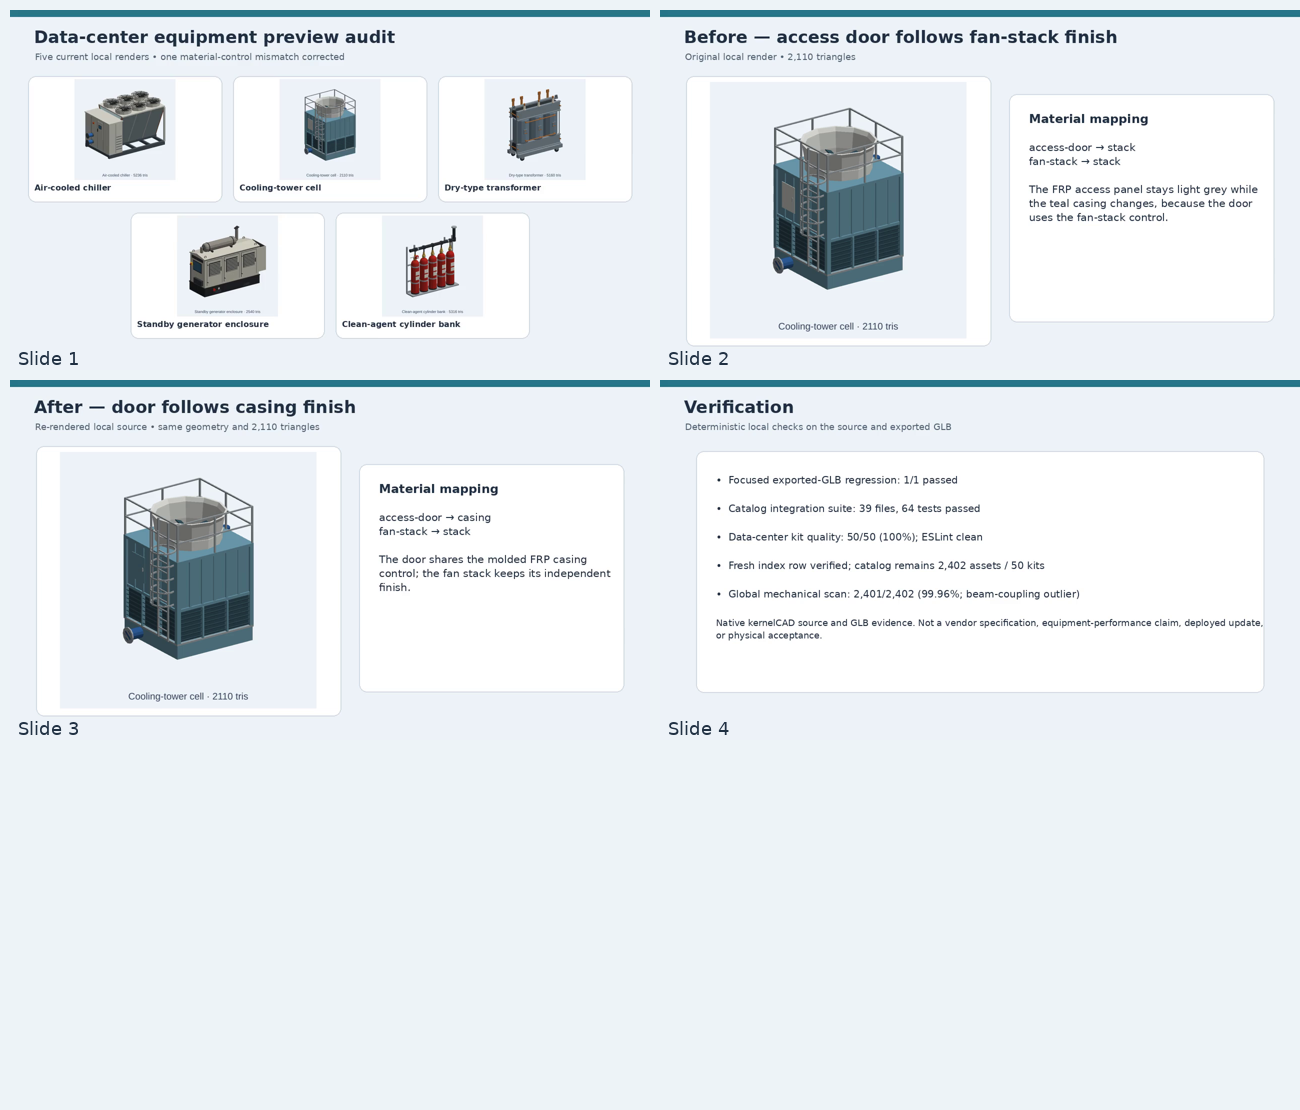 Data-center equipment preview audit
Five current local renders • one material-control mismatch corrected
Air-cooled chiller
Cooling-tower cell · 2110 tris
Cooling-tower cell
Dry-type transformer
Standby generator enclosure
Clean-agent cylinder bank
Slide 1
Before — access door follows fan-stack finish
Original local render • 2,110 triangles
Cooling-tower cell · 2110 tris
Material mapping
access-door → stack
fan-stack → stack
The FRP access panel stays light grey while
the teal casing changes, because the door
uses the fan-stack control.
Slide 2
After — door follows casing finish
Re-rendered local source • same geometry and 2,110 triangles
Cooling-tower cell · 2110 tris
Material mapping
access-door → casing
fan-stack → stack
The door shares the molded FRP casing
control; the fan stack keeps its independent
finish.
Slide 3
Verification
Deterministic local checks on the source and exported GLB
• Focused exported-GLB regression: 1/1 passed
• Catalog integration suite: 39 files, 64 tests passed
• Data-center kit quality: 50/50 (100%); ESLint clean
• Fresh index row verified; catalog remains 2,402 assets / 50 kits
• Global mechanical scan: 2,401/2,402 (99.96%; beam-coupling outlier)
Native kernelCAD source and GLB evidence. Not a vendor specification, equipment-performance claim, deployed update,
or physical acceptance.
Slide 4